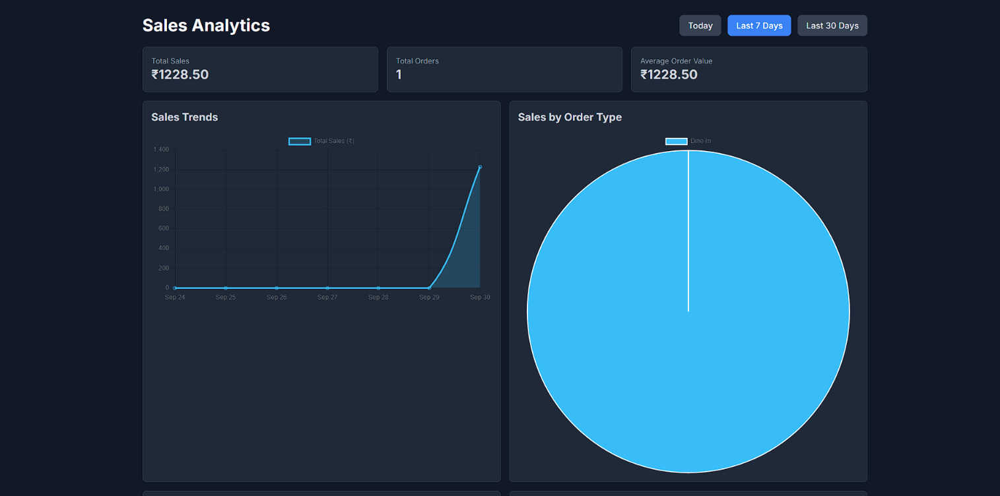 Sales Analytics
Today
Last 7 Days
Last 30 Days
Total Sales
₹1228.50
Total Orders
1
Average Order Value
₹1228.50
Sales Trends
Total Sales (₹)
1,400
1,200
1,000
800
600
400
200
0
Sep 24 Sep 25 Sep 26 Sep 27 Sep 28 Sep 29 Sep 30
Sales by Order Type
Dine-In